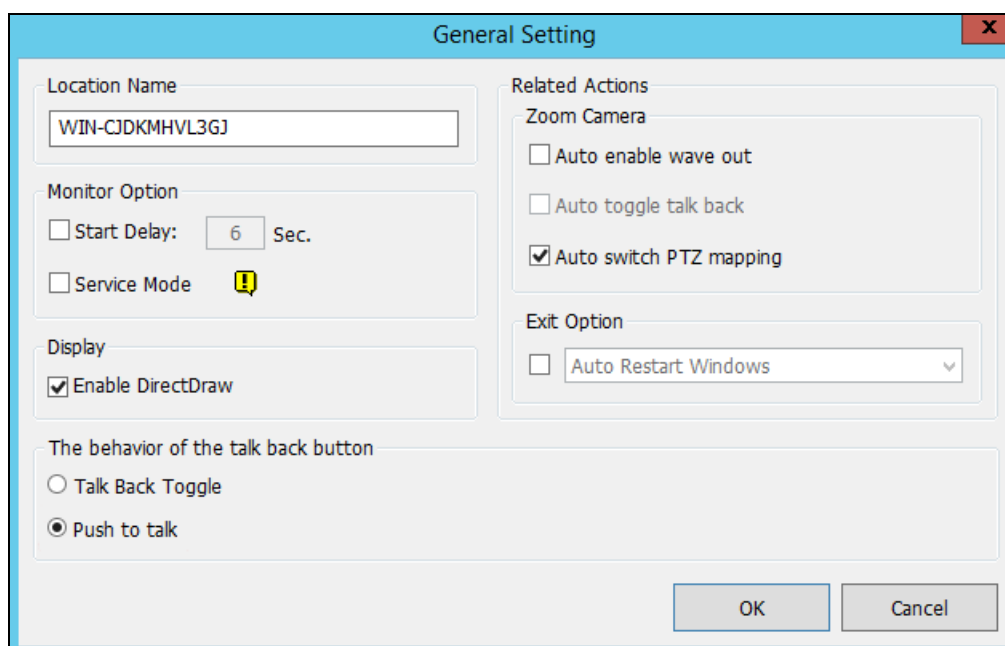 General Setting
x
Location Name
WIN-CJDKMHVL3GJ
Monitor Option
Start Delay: 6 Sec.
Service Mode !
Display
Enable DirectDraw
Related Actions
Zoom Camera
Auto enable wave out
Auto toggle talk back
Auto switch PTZ mapping
Exit Option
Auto Restart Windows
The behavior of the talk back button
Talk Back Toggle
Push to talk
OK
Cancel